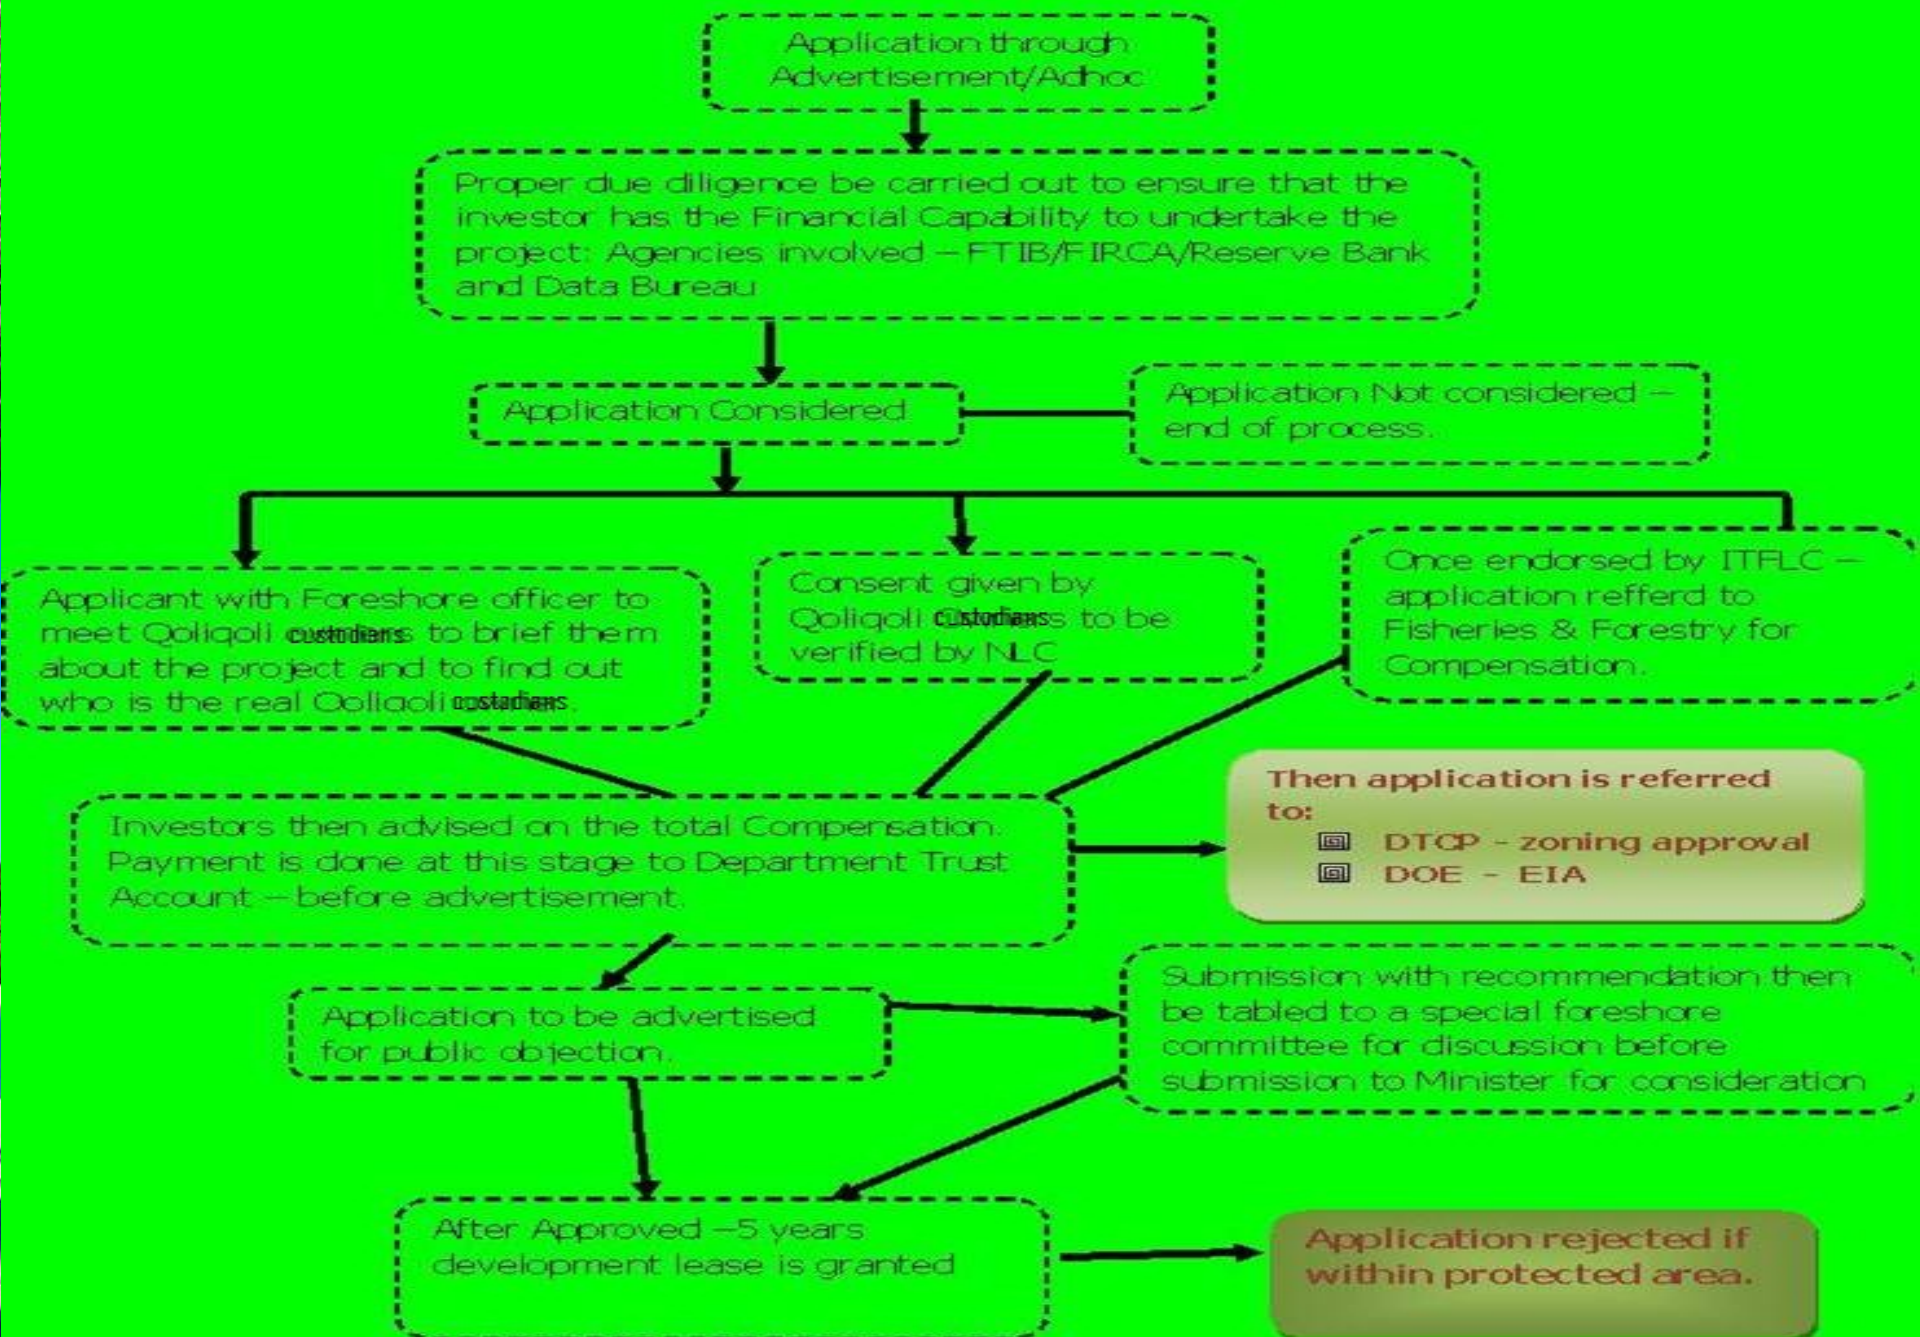 Application through
Advertisement/Adhoc
Proper due diligence be carried out to ensure that the
investor has the Financial Capability to undertake the
project: Agencies involved – FTIB/FIRCA/Reserve Bank
and Data Bureau
Application Considered
Application Not considered –
end of process.
Applicant with Foreshore officer to
meet Qoliqoli custodians to brief them
about the project and to find out
who is the real Qoliqoli custodians.
Consent given by
Qoliqoli custodians to be
verified by NLC
Once endorsed by ITFLC –
application refferd to
Fisheries & Forestry for
Compensation.
Investors then advised on the total Compensation.
Payment is done at this stage to Department Trust
Account – before advertisement.
Then application is referred
to:
DTCP - zoning approval
DOE - EIA
Application to be advertised
for public objection.
Submission with recommendation then
be tabled to a special foreshore
committee for discussion before
submission to Minister for consideration
After Approved –5 years
development lease is granted
Application rejected if
within protected area.